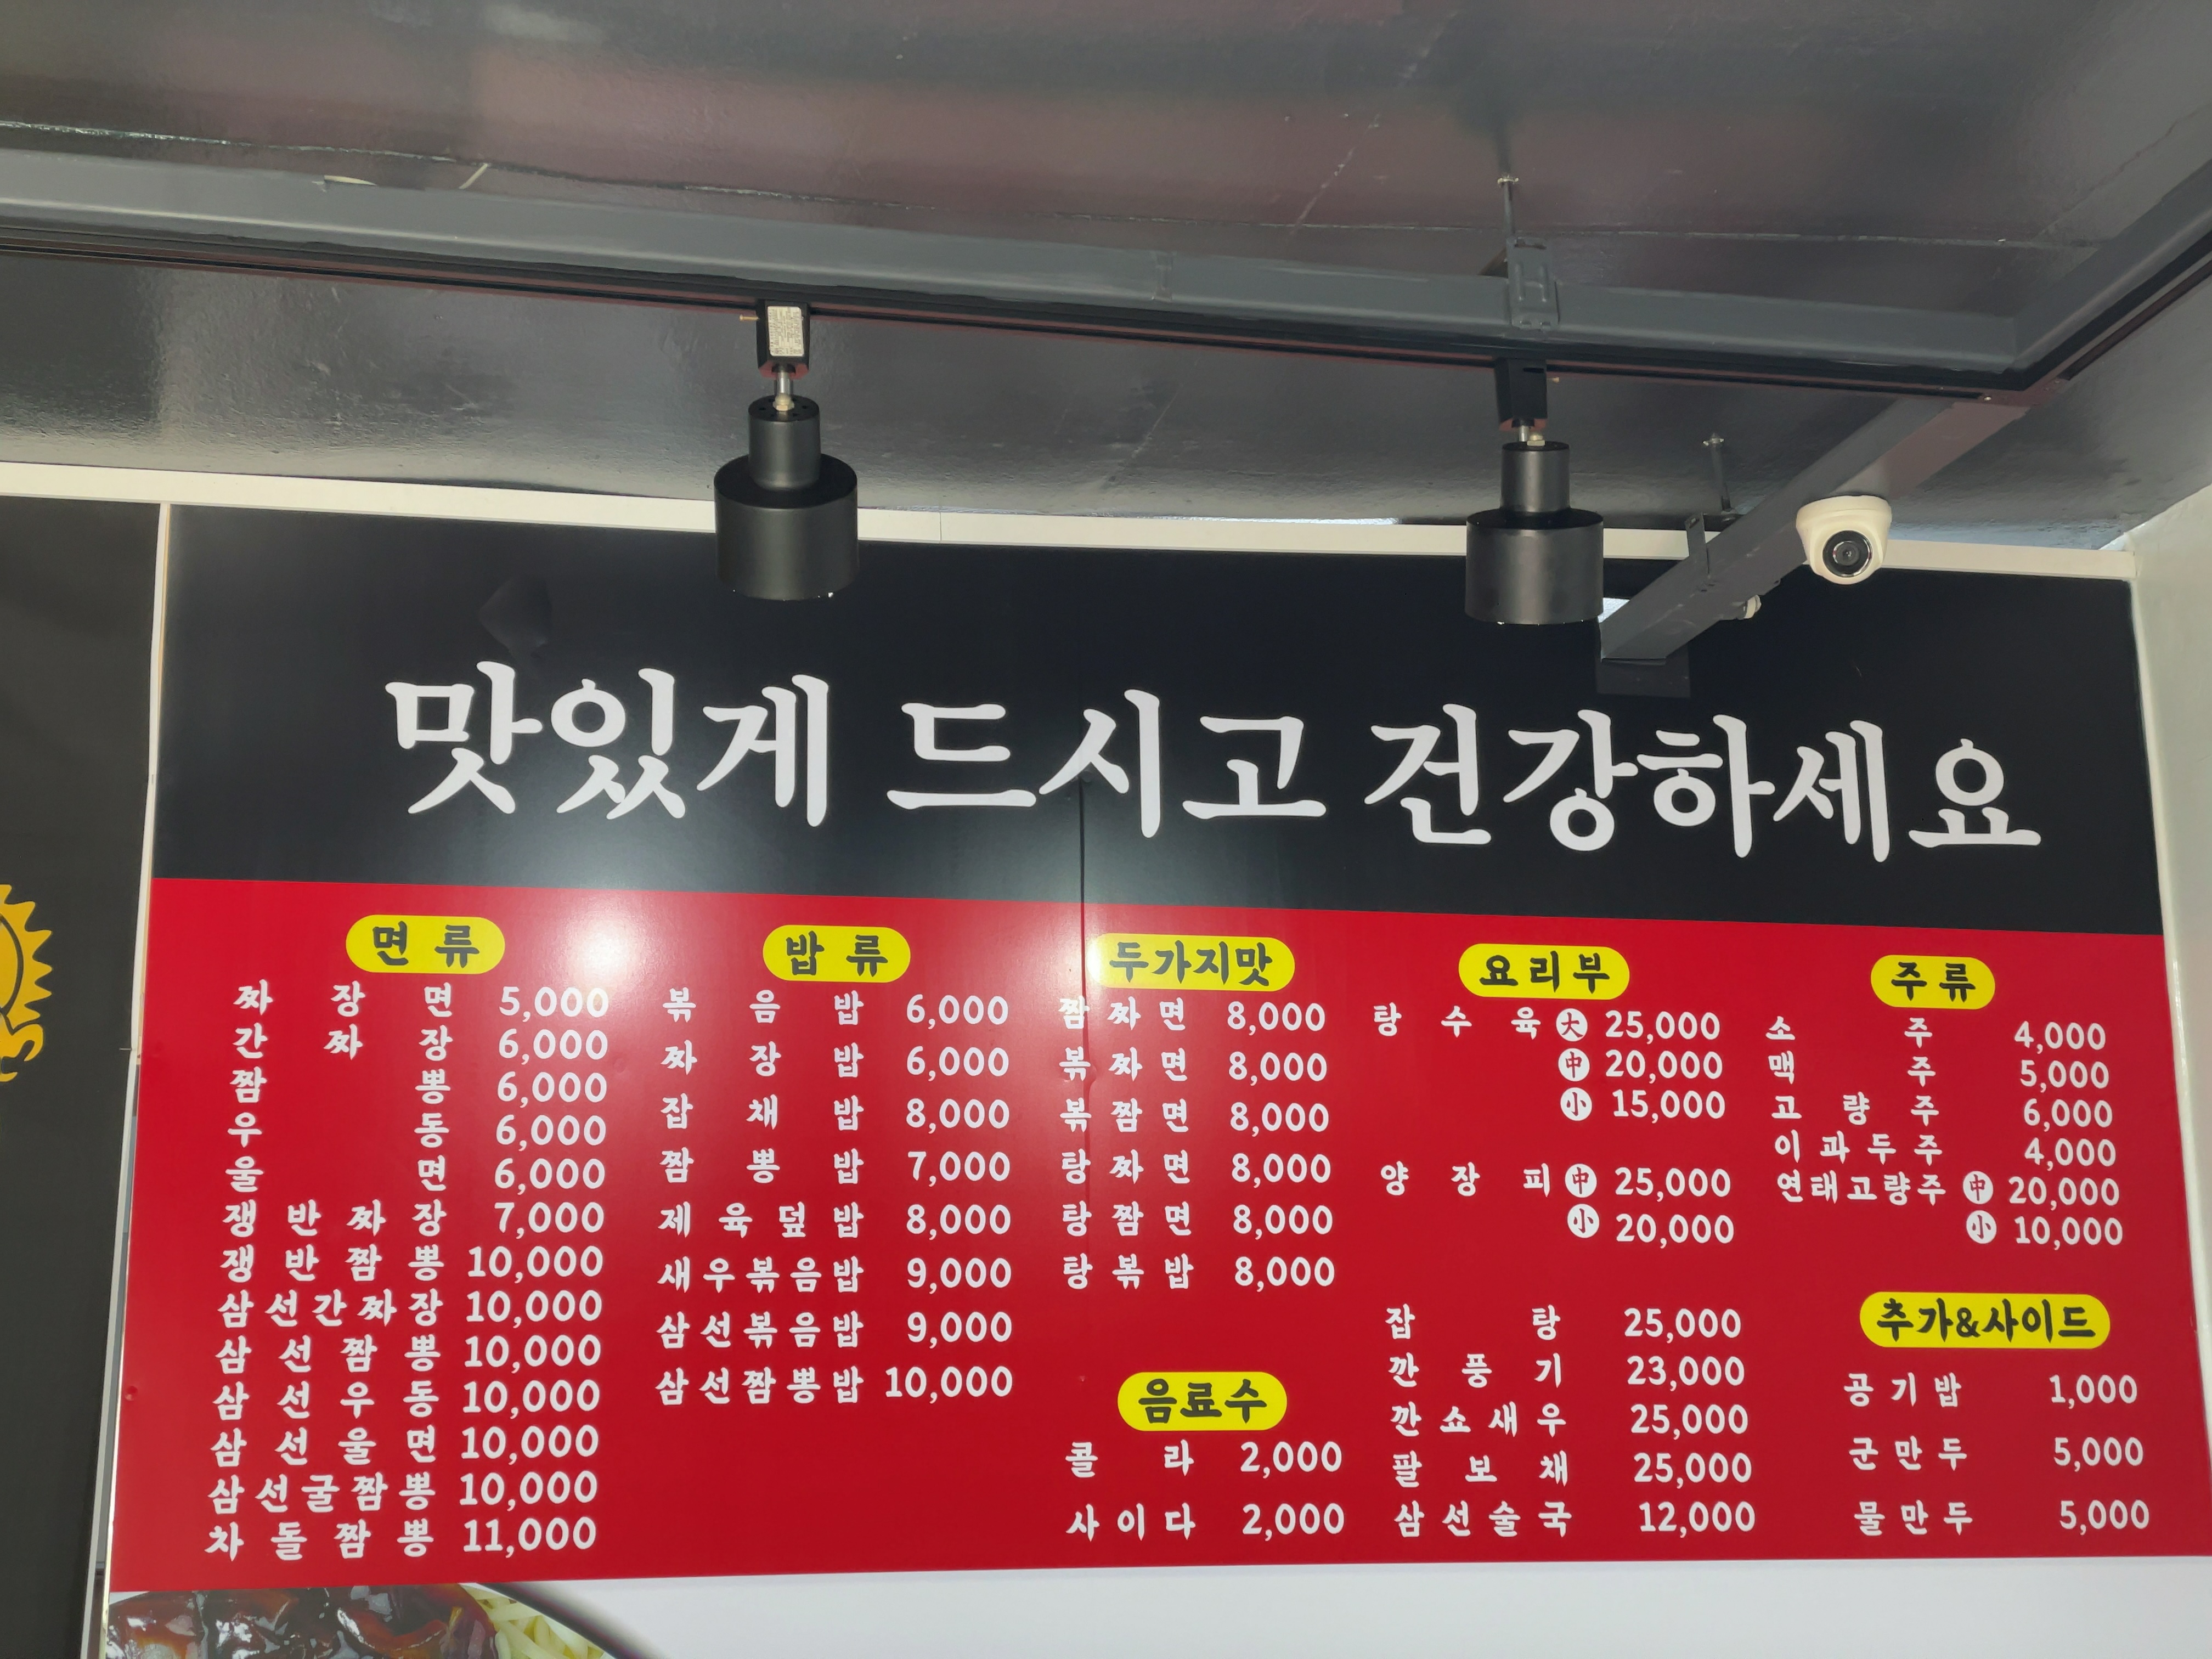 맛있게 드시고 건강하세요
면류
짜장면 5,000
간짜장 6,000
짬뽕 6,000
우동 6,000
울면 6,000
쟁반짜장 7,000
쟁반짬뽕 10,000
삼선간짜장 10,000
삼선짬뽕 10,000
삼선우동 10,000
삼선울면 10,000
삼선굴짬뽕 10,000
차돌짬뽕 11,000
밥류
볶음밥 6,000
짜장밥 6,000
잡채밥 8,000
짬뽕밥 7,000
제육덮밥 8,000
새우볶음밥 9,000
삼선볶음밥 9,000
삼선짬뽕밥 10,000
두가지맛
짬짜면 8,000
볶짜면 8,000
볶짬면 8,000
탕짜면 8,000
탕짬면 8,000
탕볶밥 8,000
음료수
콜라 2,000
사이다 2,000
요리부
탕수육 大 25,000
中 20,000
小 15,000
양장피 中 25,000
小 20,000
잡탕 25,000
깐풍기 23,000
깐쇼새우 25,000
팔보채 25,000
삼선술국 12,000
주류
소주 4,000
맥주 5,000
고량주 6,000
이과두주 4,000
연태고량주 中 20,000
小 10,000
추가&사이드
공기밥 1,000
군만두 5,000
물만두 5,000